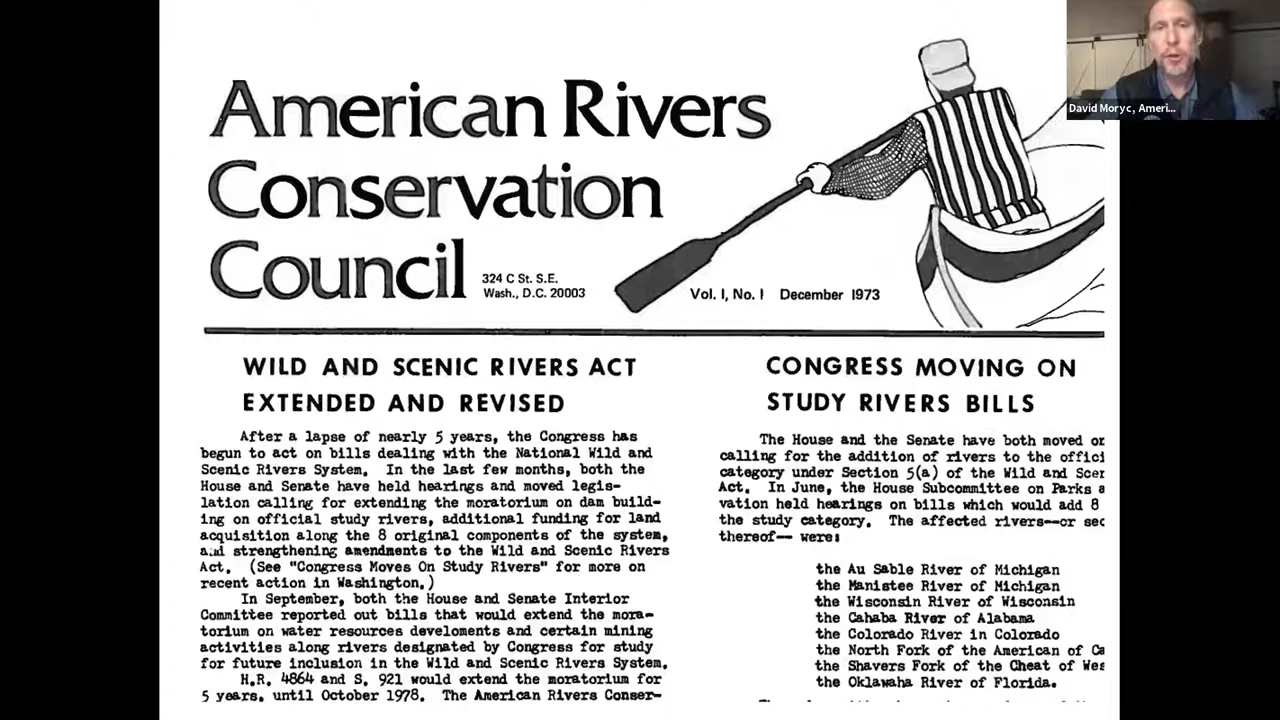 American Rivers
Conservation
Council
324 C St. S.E.
Wash., D.C. 20003
Vol. I, No. I December 1973
David Moryc, Ameri...
WILD AND SCENIC RIVERS ACT
EXTENDED AND REVISED
After a lapse of nearly 5 years, the Congress has
begun to act on bills dealing with the National Wild and
Scenic Rivers System. In the last few months, both the
House and Senate have held hearings and moved legis-
lation calling for extending the moratorium on dam build-
ing on official study rivers, additional funding for land
acquisition along the 8 original components of the system,
and strengthening amendments to the Wild and Scenic Rivers
Act. (See "Congress Moves On Study Rivers" for more on
recent action in Washington.)
In September, both the House and Senate Interior
Committee reported out bills that would extend the mora-
torium on water resources develoments and certain mining
activities along rivers designated by Congress for study
for future inclusion in the Wild and Scenic Rivers System.
H.R. 4864 and S. 921 would extend the moratorium for
5 years, until October 1978. The American Rivers Conser-
CONGRESS MOVING ON
STUDY RIVERS BILLS
The House and the Senate have both moved on
calling for the addition of rivers to the offici
category under Section 5(a) of the Wild and Scen
Act. In June, the House Subcommittee on Parks a
vation held hearings on bills which would add 8
the study category. The affected rivers--or sec
thereof-- were:
the Au Sable River of Michigan
the Manistee River of Michigan
the Wisconsin River of Wisconsin
the Cahaba River of Alabama
the Colorado River in Colorado
the North Fork of the American of Ca
the Shavers Fork of the Cheat of Wes
the Oklawaha River of Florida.